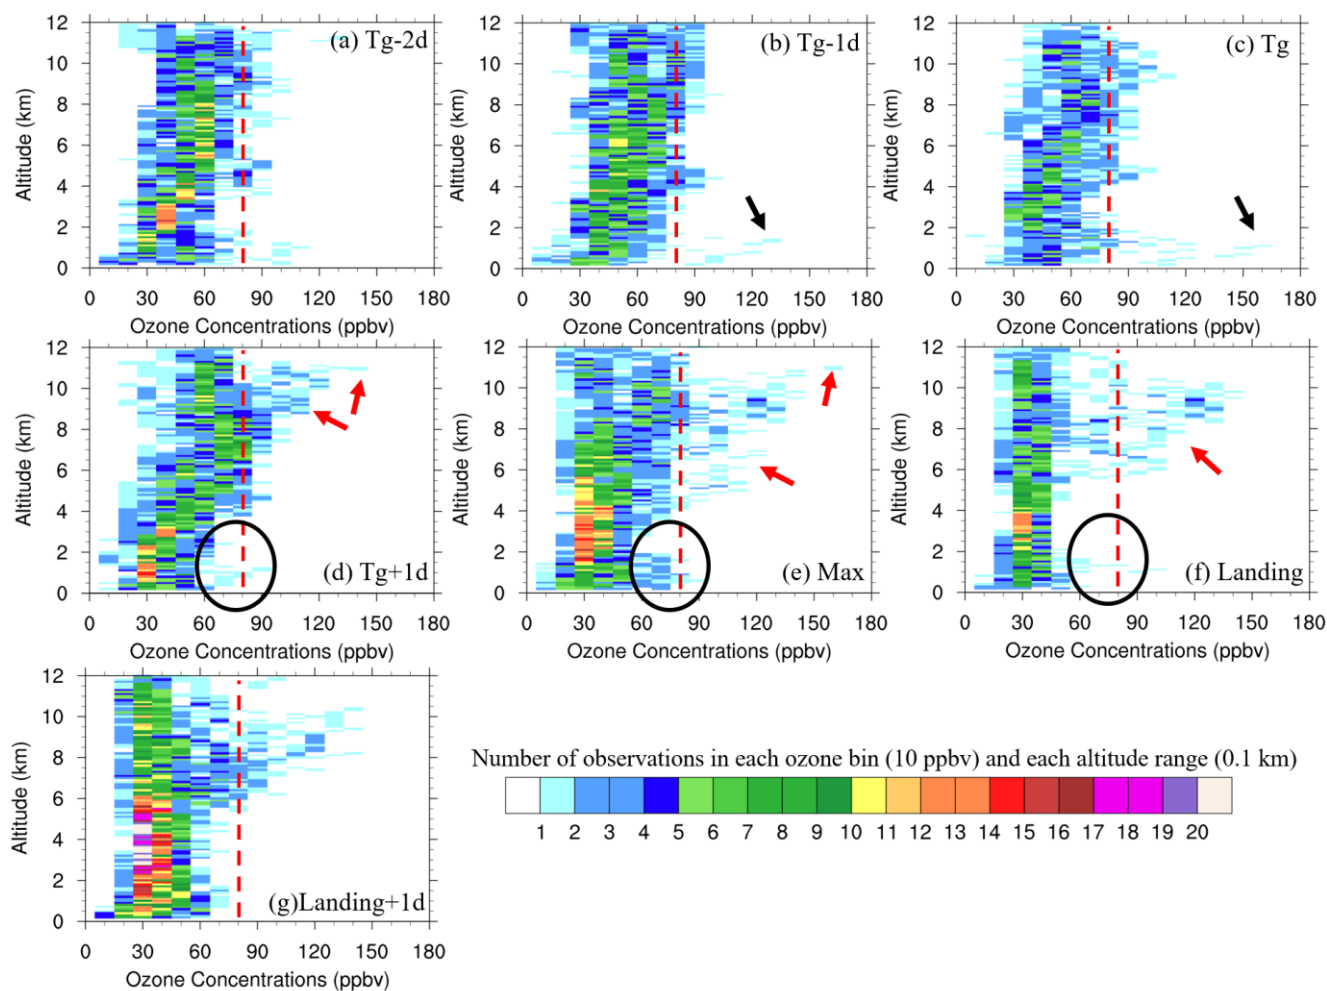 12
10
8
6
4
2
0
Altitude (km)
(a) Tg-2d
0 30 60 90 120 150 180
Ozone Concentrations (ppbv)
12
10
8
6
4
2
0
Altitude (km)
(b) Tg-1d
0 30 60 90 120 150 180
Ozone Concentrations (ppbv)
12
10
8
6
4
2
0
Altitude (km)
(c) Tg
0 30 60 90 120 150 180
Ozone Concentrations (ppbv)
12
10
8
6
4
2
0
Altitude (km)
(d) Tg+1d
0 30 60 90 120 150 180
Ozone Concentrations (ppbv)
12
10
8
6
4
2
0
Altitude (km)
(e) Max
0 30 60 90 120 150 180
Ozone Concentrations (ppbv)
12
10
8
6
4
2
0
Altitude (km)
(f) Landing
0 30 60 90 120 150 180
Ozone Concentrations (ppbv)
12
10
8
6
4
2
0
Altitude (km)
(g)Landing+1d
0 30 60 90 120 150 180
Ozone Concentrations (ppbv)
Number of observations in each ozone bin (10 ppbv) and each altitude range (0.1 km)
1 2 3 4 5 6 7 8 9 10 11 12 13 14 15 16 17 18 19 20